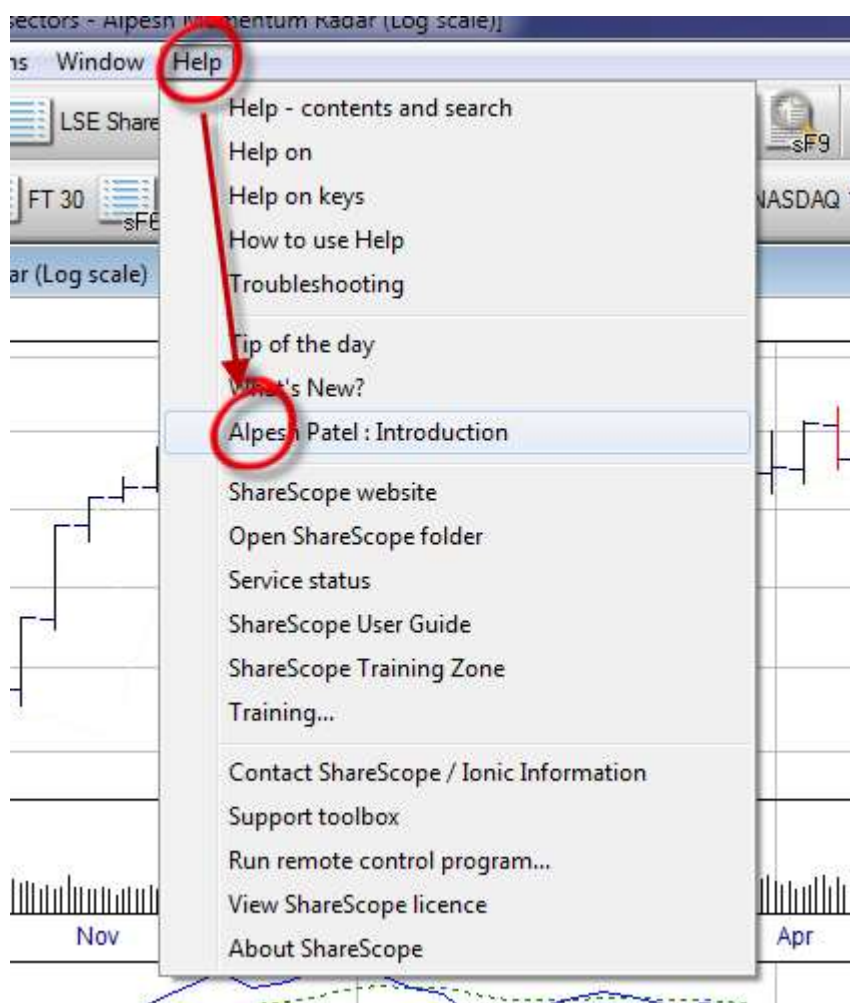 sectors - Alpesh Momentum Radar (Log scale)]
ns Window Help
LSE Share
sF9
FT 30
sF6
NASDAQ
ar (Log scale)
Help - contents and search
Help on
Help on keys
How to use Help
Troubleshooting
Tip of the day
What's New?
Alpesh Patel : Introduction
ShareScope website
Open ShareScope folder
Service status
ShareScope User Guide
ShareScope Training Zone
Training...
Contact ShareScope / Ionic Information
Support toolbox
Run remote control program...
View ShareScope licence
About ShareScope
Nov
Apr